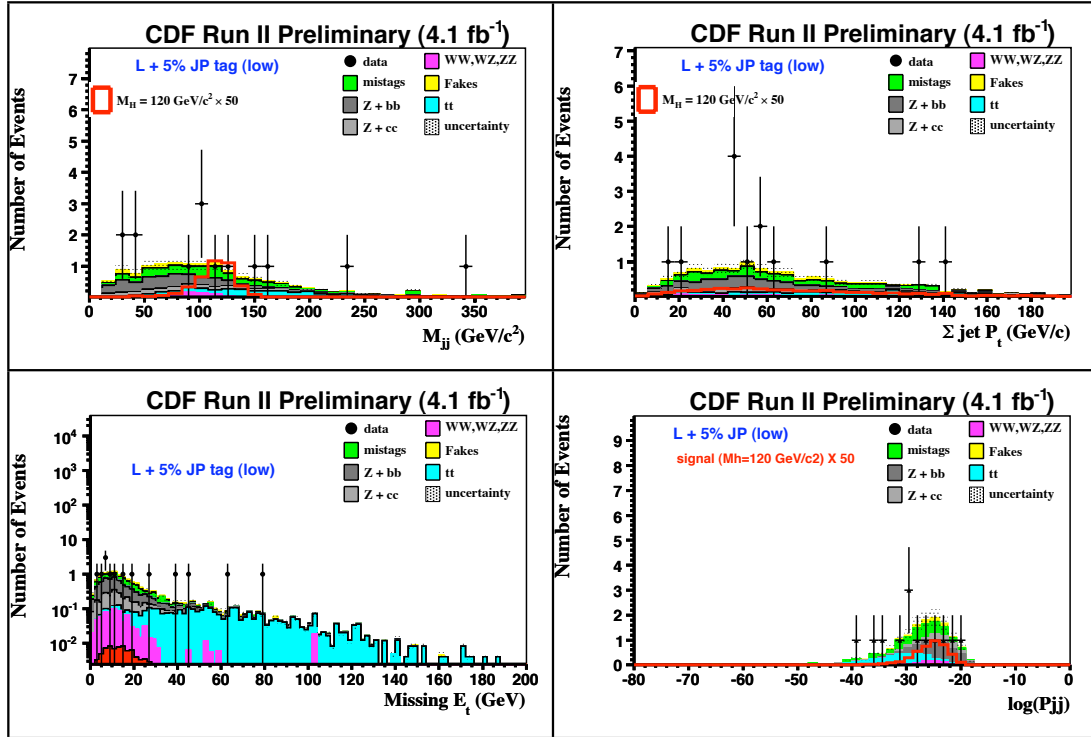 CDF Run II Preliminary (4.1 fb⁻¹)
L + 5% JP tag (low)
M_H = 120 GeV/c² × 50
data
mistags
Z + bb
Z + cc
WW,WZ,ZZ
Fakes
tt
uncertainty
Number of Events
7
6
5
4
3
2
1
0 50 100 150 200 250 300 350
M_jj (GeV/c²)
CDF Run II Preliminary (4.1 fb⁻¹)
L + 5% JP tag (low)
M_H = 120 GeV/c² × 50
data
mistags
Z + bb
Z + cc
WW,WZ,ZZ
Fakes
tt
uncertainty
Number of Events
7
6
5
4
3
2
1
0
0 20 40 60 80 100 120 140 160 180
Σ jet P_t (GeV/c)
CDF Run II Preliminary (4.1 fb⁻¹)
L + 5% JP tag (low)
data
mistags
Z + bb
Z + cc
WW,WZ,ZZ
Fakes
tt
uncertainty
Number of Events
10⁴
10³
10²
10
1
10⁻¹
10⁻²
0 20 40 60 80 100 120 140 160 180 200
Missing E_t (GeV)
CDF Run II Preliminary (4.1 fb⁻¹)
L + 5% JP (low)
signal (Mh=120 GeV/c2) X 50
data
mistags
Z + bb
Z + cc
WW,WZ,ZZ
Fakes
tt
uncertainty
Number of Events
9
8
7
6
5
4
3
2
1
0
-80 -70 -60 -50 -40 -30 -20 -10 0
log(Pjj)